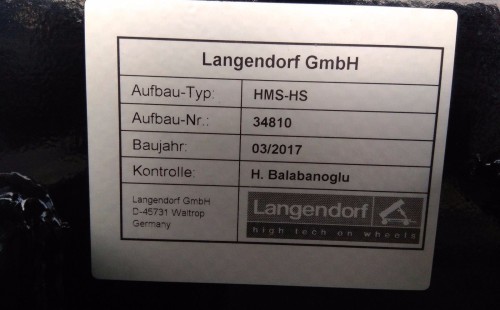 Langendorf GmbH
Aufbau-Typ: HMS-HS
Aufbau-Nr.: 34810
Baujahr: 03/2017
Kontrolle: H. Balabanoglu
Langendorf GmbH
D-45731 Waltrop
Germany
Langendorf
high tech on wheels